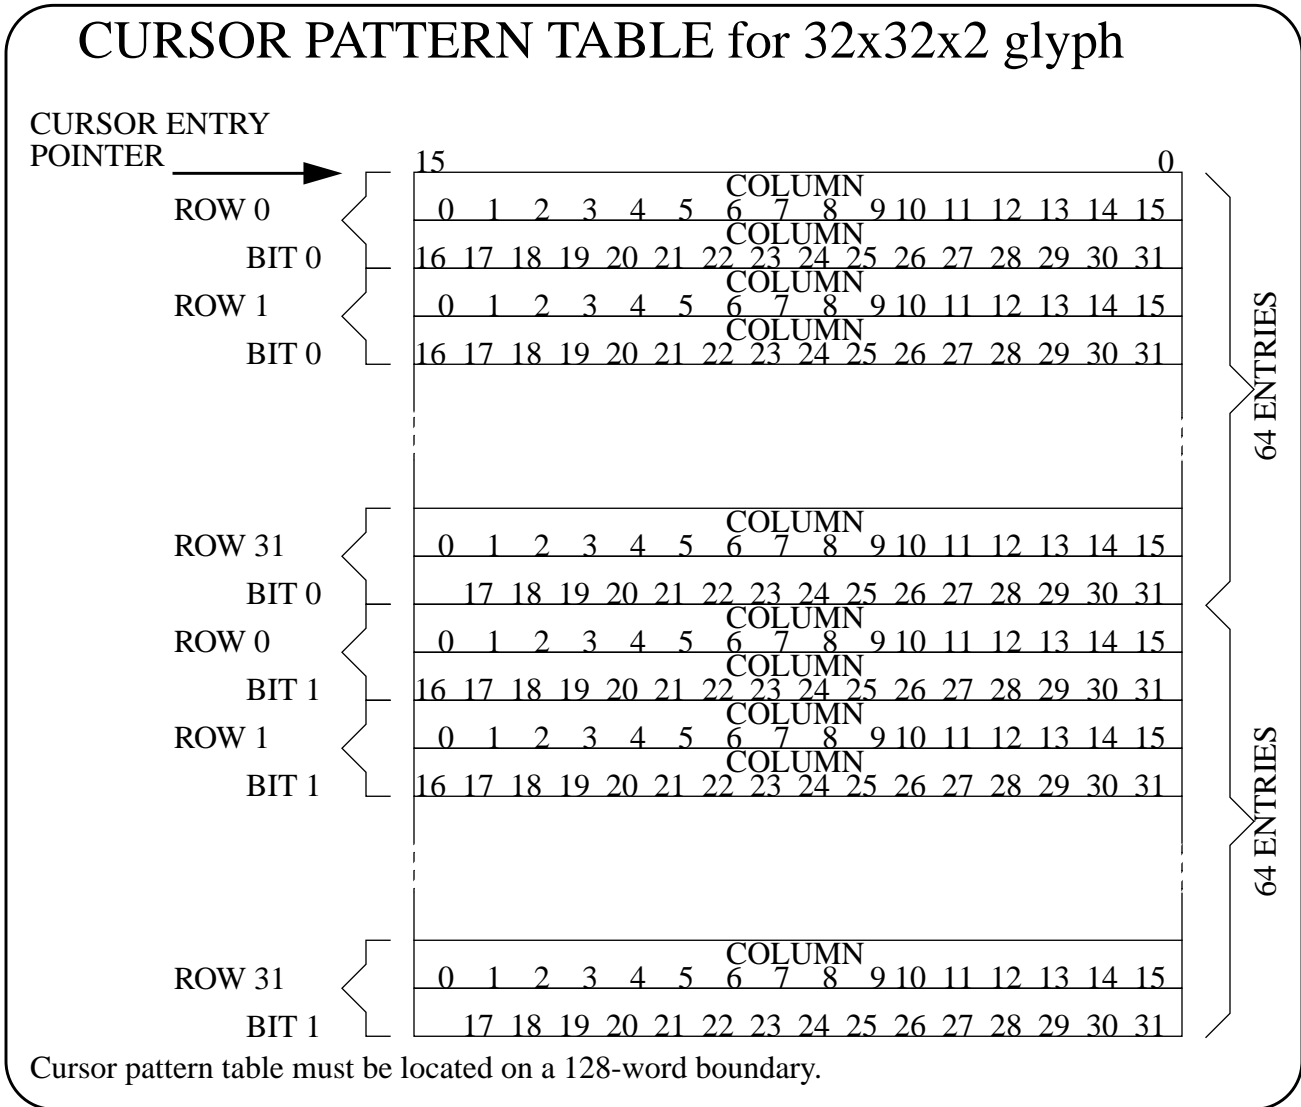 CURSOR PATTERN TABLE for 32x32x2 glyph
CURSOR ENTRY
POINTER
15 0
COLUMN
ROW 0 0 1 2 3 4 5 6 7 8 9 10 11 12 13 14 15
COLUMN
BIT 0 16 17 18 19 20 21 22 23 24 25 26 27 28 29 30 31
COLUMN
ROW 1 0 1 2 3 4 5 6 7 8 9 10 11 12 13 14 15
COLUMN
BIT 0 16 17 18 19 20 21 22 23 24 25 26 27 28 29 30 31
64 ENTRIES
COLUMN
ROW 31 0 1 2 3 4 5 6 7 8 9 10 11 12 13 14 15
BIT 0 17 18 19 20 21 22 23 24 25 26 27 28 29 30 31
COLUMN
ROW 0 0 1 2 3 4 5 6 7 8 9 10 11 12 13 14 15
COLUMN
BIT 1 16 17 18 19 20 21 22 23 24 25 26 27 28 29 30 31
COLUMN
ROW 1 0 1 2 3 4 5 6 7 8 9 10 11 12 13 14 15
COLUMN
BIT 1 16 17 18 19 20 21 22 23 24 25 26 27 28 29 30 31
64 ENTRIES
COLUMN
ROW 31 0 1 2 3 4 5 6 7 8 9 10 11 12 13 14 15
BIT 1 17 18 19 20 21 22 23 24 25 26 27 28 29 30 31
Cursor pattern table must be located on a 128-word boundary.